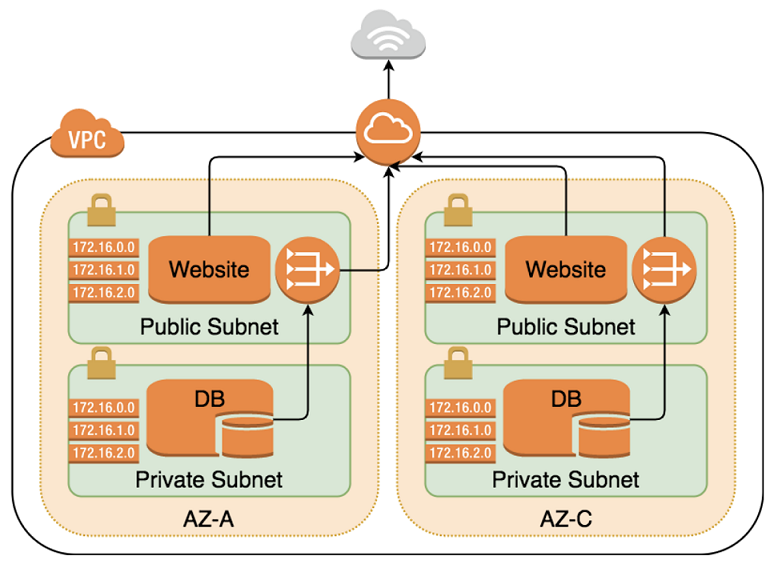 VPC
172.16.0.0
172.16.1.0
172.16.2.0
Website
Public Subnet
172.16.0.0
172.16.1.0
172.16.2.0
DB
Private Subnet
AZ-A
172.16.0.0
172.16.1.0
172.16.2.0
Website
Public Subnet
172.16.0.0
172.16.1.0
172.16.2.0
DB
Private Subnet
AZ-C